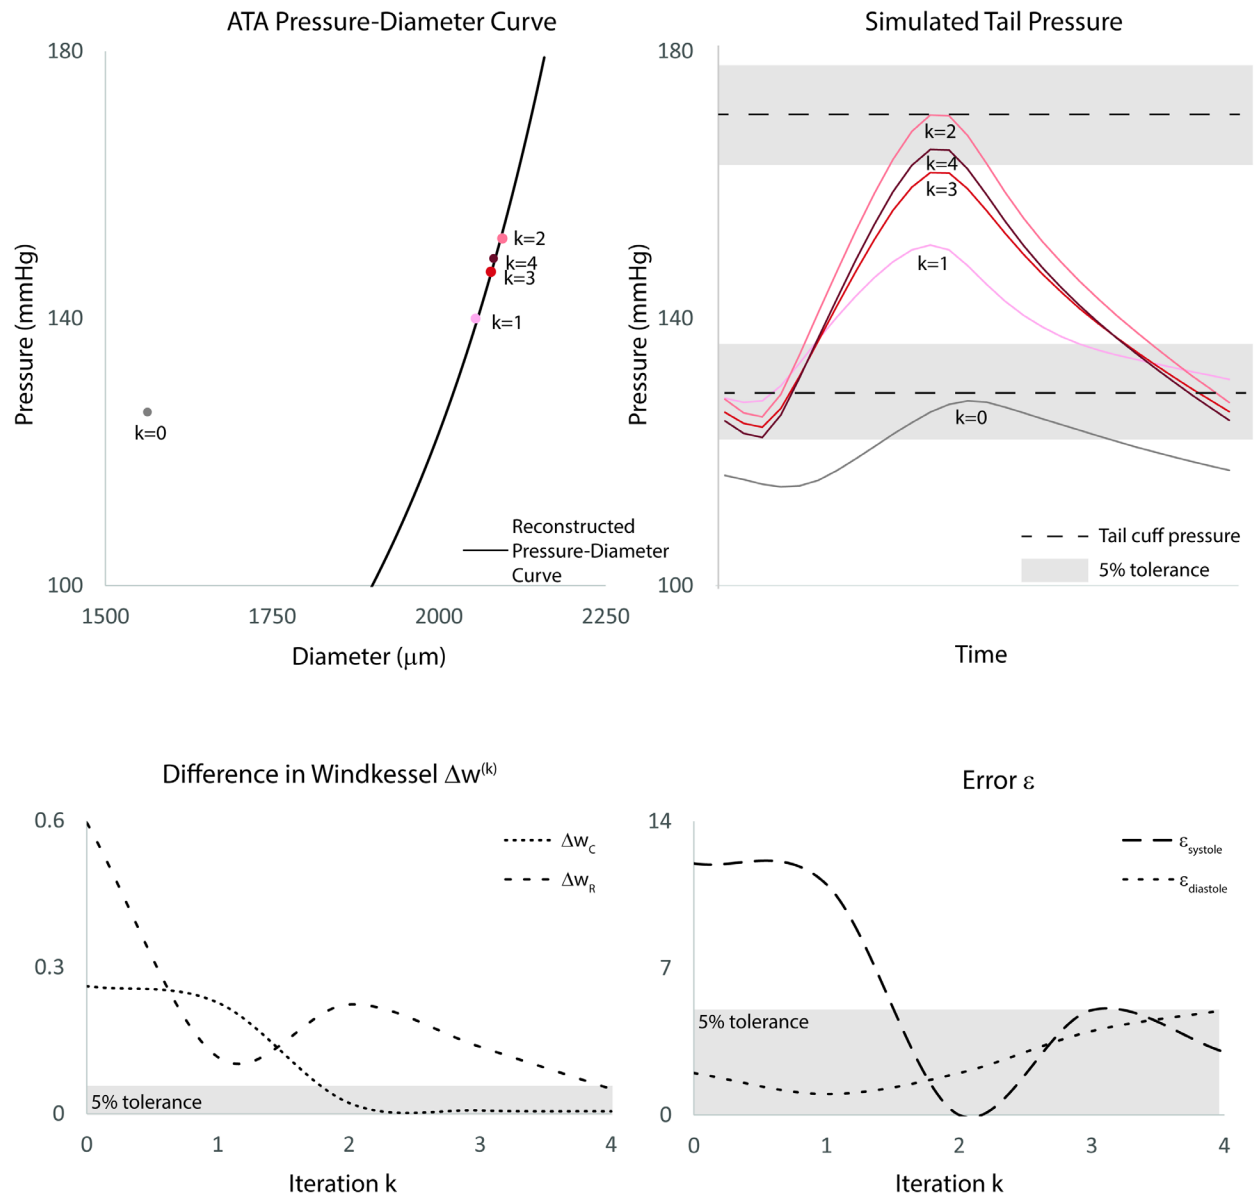 ATA Pressure-Diameter Curve
180
140
100
Pressure (mmHg)
k=2
k=4
k=3
k=1
k=0
Reconstructed
Pressure-Diameter
Curve
1500
1750
2000
2250
Diameter (μm)
Simulated Tail Pressure
180
140
100
Pressure (mmHg)
k=2
k=4
k=3
k=1
k=0
Tail cuff pressure
5% tolerance
Time
Difference in Windkessel Δw(k)
0.6
0.3
0
ΔwC
ΔwR
5% tolerance
0
1
2
3
4
Iteration k
Error ε
14
7
0
εsystole
εdiastole
5% tolerance
0
1
2
3
4
Iteration k